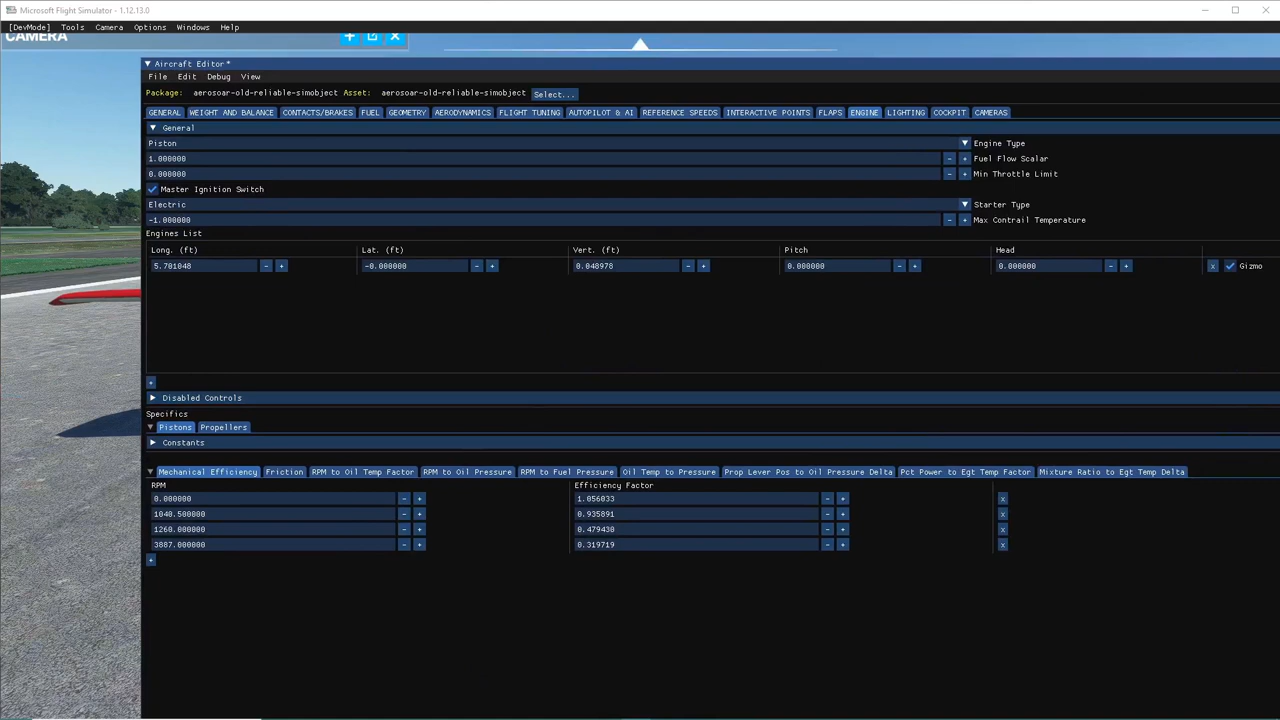 Microsoft Flight Simulator - 1.12.13.0
[DevMode] Tools Camera Options Windows Help
CAMERA
Aircraft Editor*
File Edit Debug View
Package: aerosoar-old-reliable-simobject Asset: aerosoar-old-reliable-simobject Select...
GENERAL WEIGHT AND BALANCE CONTACTS/BRAKES FUEL GEOMETRY AERODYNAMICS FLIGHT TUNING AUTOPILOT & AI REFERENCE SPEEDS INTERACTIVE POINTS FLAPS ENGINE LIGHTING COCKPIT CAMERAS
General
Piston Engine Type
1.000000 - + Fuel Flow Scalar
0.000000 - + Min Throttle Limit
Master Ignition Switch
Electric Starter Type
-1.000000 - + Max Contrail Temperature
Engines List
Long. (ft) Lat. (ft) Vert. (ft) Pitch Head
5.701048 - + -0.000000 - + 0.048978 - + 0.000000 - + 0.000000 - + x Gizmo
+
Disabled Controls
Specifics
Pistons Propellers
Constants
Mechanical Efficiency Friction RPM to Oil Temp Factor RPM to Oil Pressure RPM to Fuel Pressure Oil Temp to Pressure Prop Lever Pos to Oil Pressure Delta Pct Power to Egt Temp Factor Mixture Ratio to Egt Temp Delta
RPM Efficiency Factor
0.000000 - + 1.056033 - + x
1040.500000 - + 0.935891 - + x
1260.000000 - + 0.479430 - + x
3887.000000 - + 0.319719 - + x
+